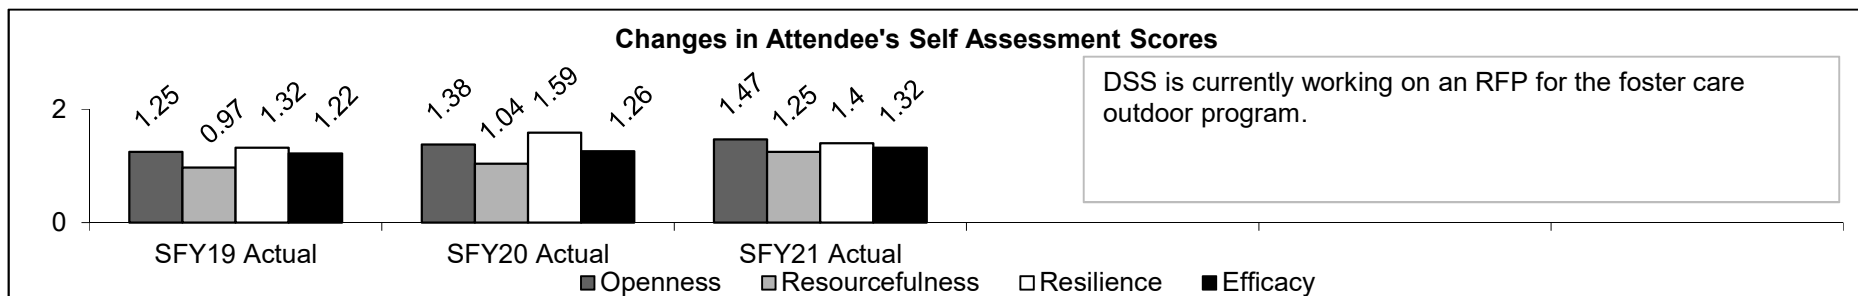 Changes in Attendee's Self Assessment Scores
DSS is currently working on an RFP for the foster care
outdoor program.
2
0
1.25
0.97
1.32
1.22
1.38
1.04
1.59
1.26
1.47
1.25
1.4
1.32
SFY19 Actual
SFY20 Actual
SFY21 Actual
Openness Resourcefulness Resilience Efficacy